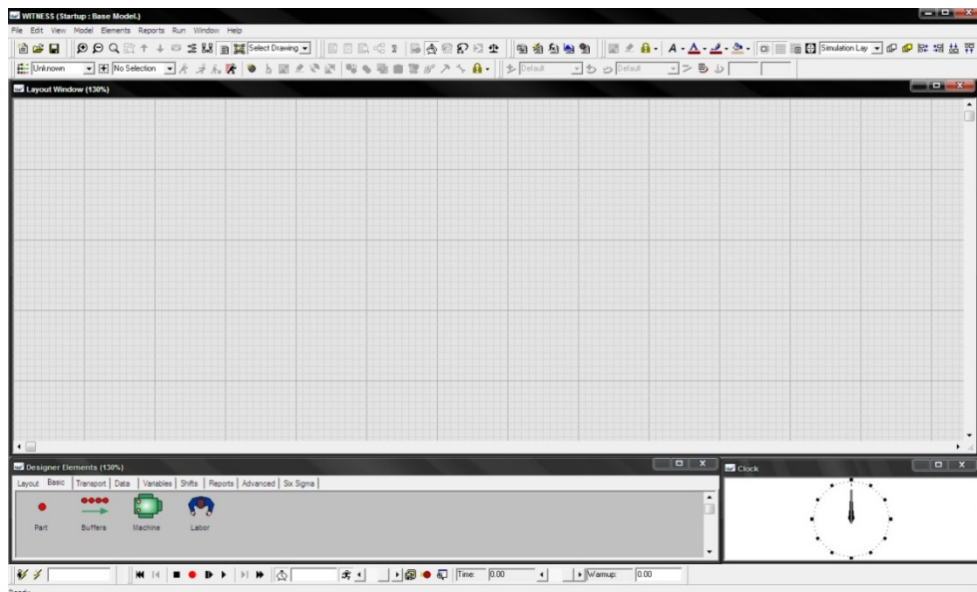 WITNESS (Startup : Base Model.)
File Edit View Model Elements Reports Run Window Help
Select Drawing Simulation Lay
Unknown No Selection Default Default
Layout Window (130%)
Designer Elements (130%)
Clock
Layout Basic Transport Data Variables Shifts Reports Advanced Six Sigma
Part Buffers Machine Labor
Time: 0.00 Warmup: 0.00